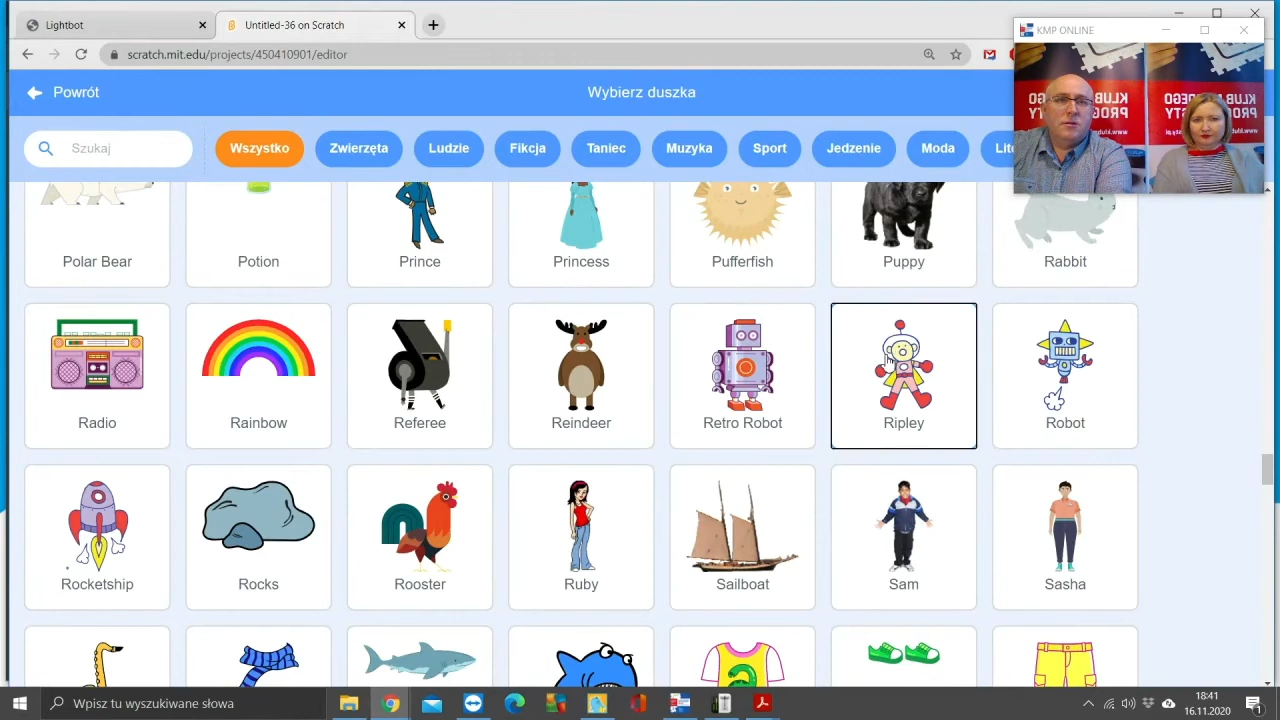 Lightbot
Untitled-36 on Scratch
KMP ONLINE
scratch.mit.edu/projects/450410901/editor
Powrót
Wybierz duszka
Szukaj
Wszystko
Zwierzęta
Ludzie
Fikcja
Taniec
Muzyka
Sport
Jedzenie
Moda
Polar Bear
Potion
Prince
Princess
Pufferfish
Puppy
Rabbit
Radio
Rainbow
Referee
Reindeer
Retro Robot
Ripley
Robot
Rocketship
Rocks
Rooster
Ruby
Sailboat
Sam
Sasha
Wpisz tu wyszukiwane słowa
18:41
16.11.2020
1